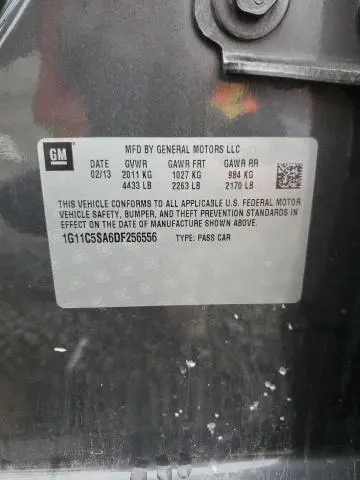 GM
MFD BY GENERAL MOTORS LLC
DATE GVWR GAWR FRT GAWR RR
02/13 2011 KG 1027 KG 984 KG
4433 LB 2263 LB 2170 LB
THIS VEHICLE CONFORMS TO ALL APPLICABLE U.S. FEDERAL MOTOR
VEHICLE SAFETY, BUMPER, AND THEFT PREVENTION STANDARDS IN
EFFECT ON THE DATE OF MANUFACTURE SHOWN ABOVE.
1G11C5SA6DF256556 TYPE: PASS CAR